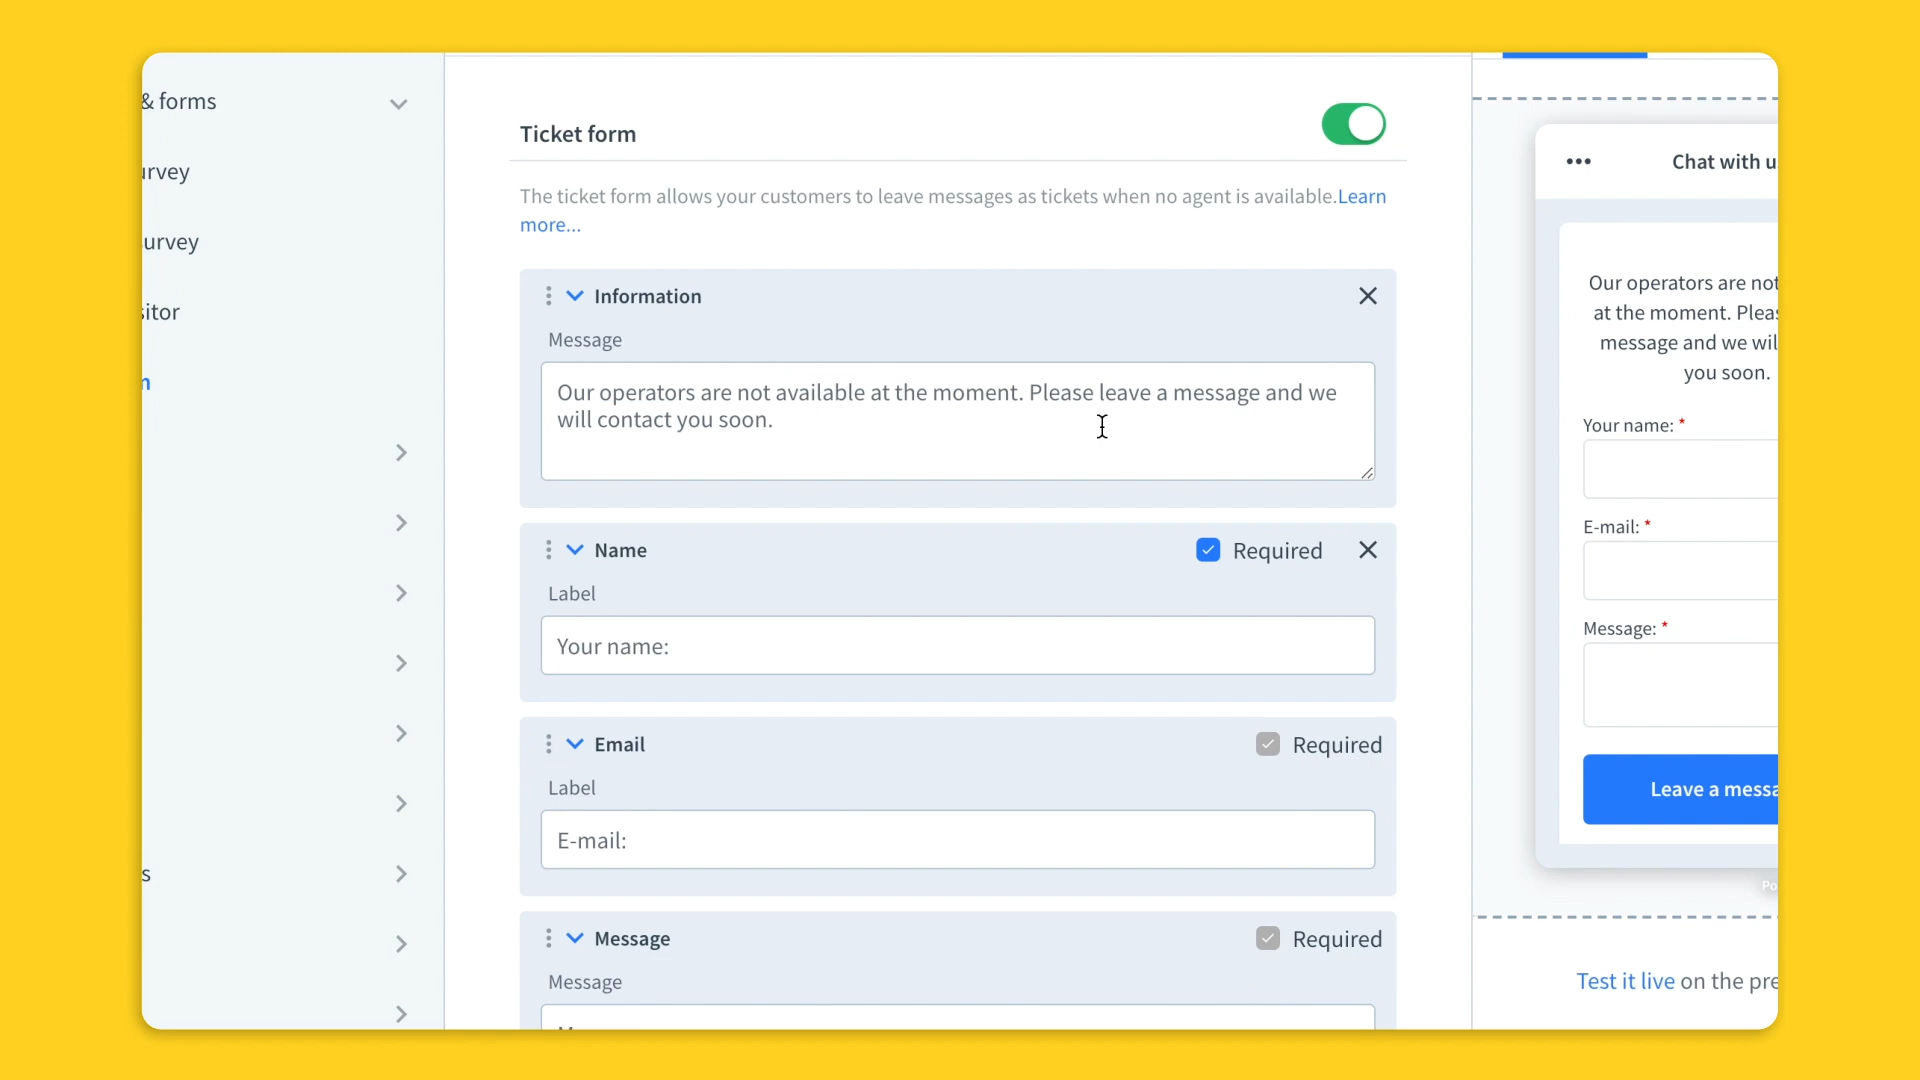 & forms
urvey
survey
sitor
Ticket form
The ticket form allows your customers to leave messages as tickets when no agent is available.Learn
more...
Information
Message
Our operators are not available at the moment. Please leave a message and we
will contact you soon.
Name
Required
Label
Your name:
Email
Required
Label
E-mail:
Message
Required
Message
s
Chat with u
Our operators are not
at the moment. Pleas
message and we wil
you soon.
Your name: *
E-mail: *
Message: *
Leave a messa
Po
Test it live on the pre